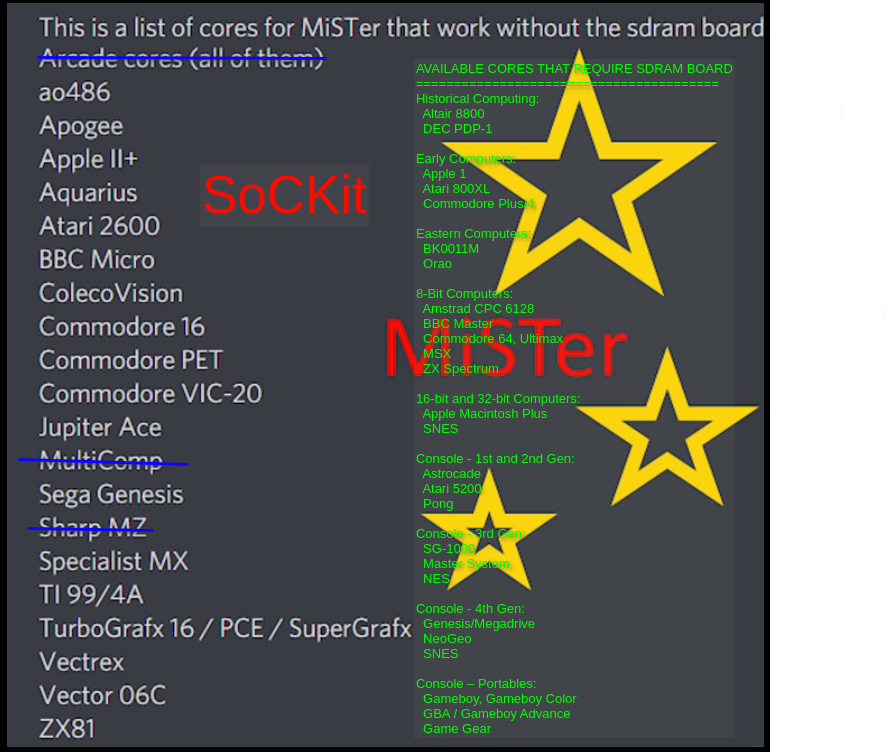 This is a list of cores for MiSTer that work without the sdram board
Arcade cores (all of them)
ao486
Apogee
Apple II+
Aquarius
Atari 2600
BBC Micro
ColecoVision
Commodore 16
Commodore PET
Commodore VIC-20
Jupiter Ace
MultiComp
Sega Genesis
Sharp MZ
Specialist MX
TI 99/4A
TurboGrafx 16 / PCE / SuperGrafx
Vectrex
Vector 06C
ZX81
SoCKit
MiSTer
AVAILABLE CORES THAT REQUIRE SDRAM BOARD
========================================
Historical Computing:
Altair 8800
DEC PDP-1
Early Computers:
Apple 1
Atari 800XL
Commodore Plus/4
Eastern Computers:
BK0011M
Orao
8-Bit Computers:
Amstrad CPC 6128
BBC Master
Commodore 64, Ultimax
MSX
ZX Spectrum
16-bit and 32-bit Computers:
Apple Macintosh Plus
SNES
Console - 1st and 2nd Gen:
Astrocade
Atari 5200
Pong
Console - 3rd Gen:
SG-1000
Master System
NES
Console - 4th Gen:
Genesis/Megadrive
NeoGeo
SNES
Console – Portables:
Gameboy, Gameboy Color
GBA / Gameboy Advance
Game Gear